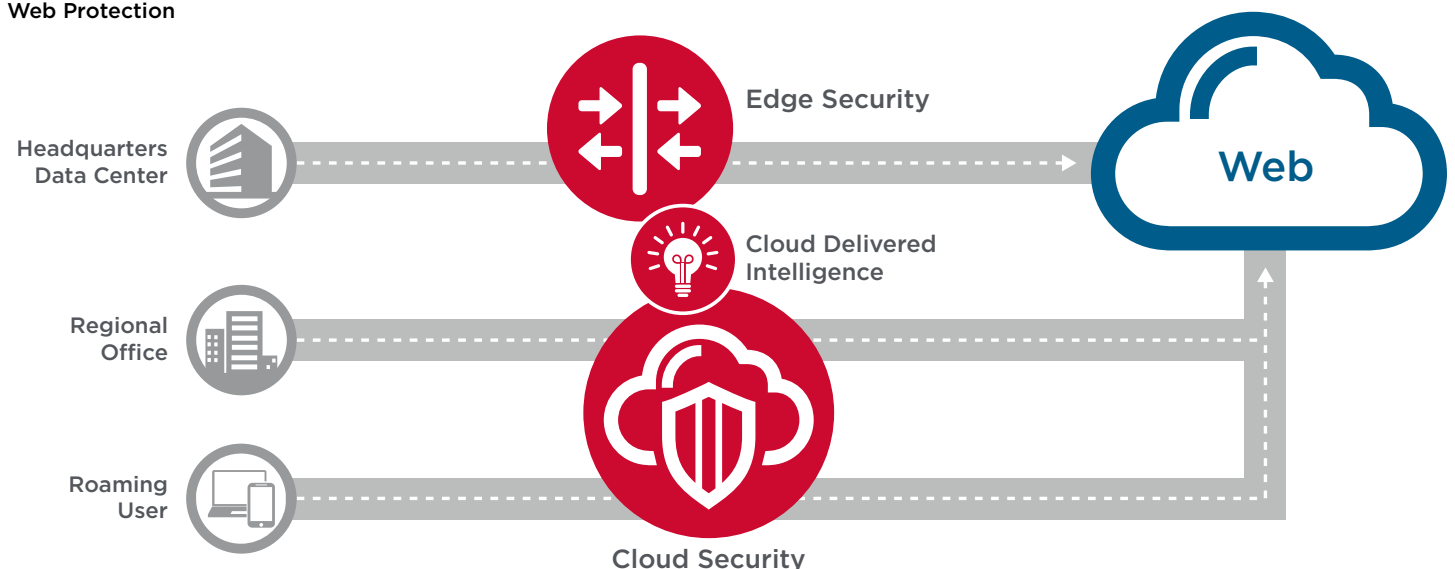 Web Protection
Edge Security
Headquarters
Data Center
Web
Cloud Delivered
Intelligence
Regional
Office
Roaming
User
Cloud Security